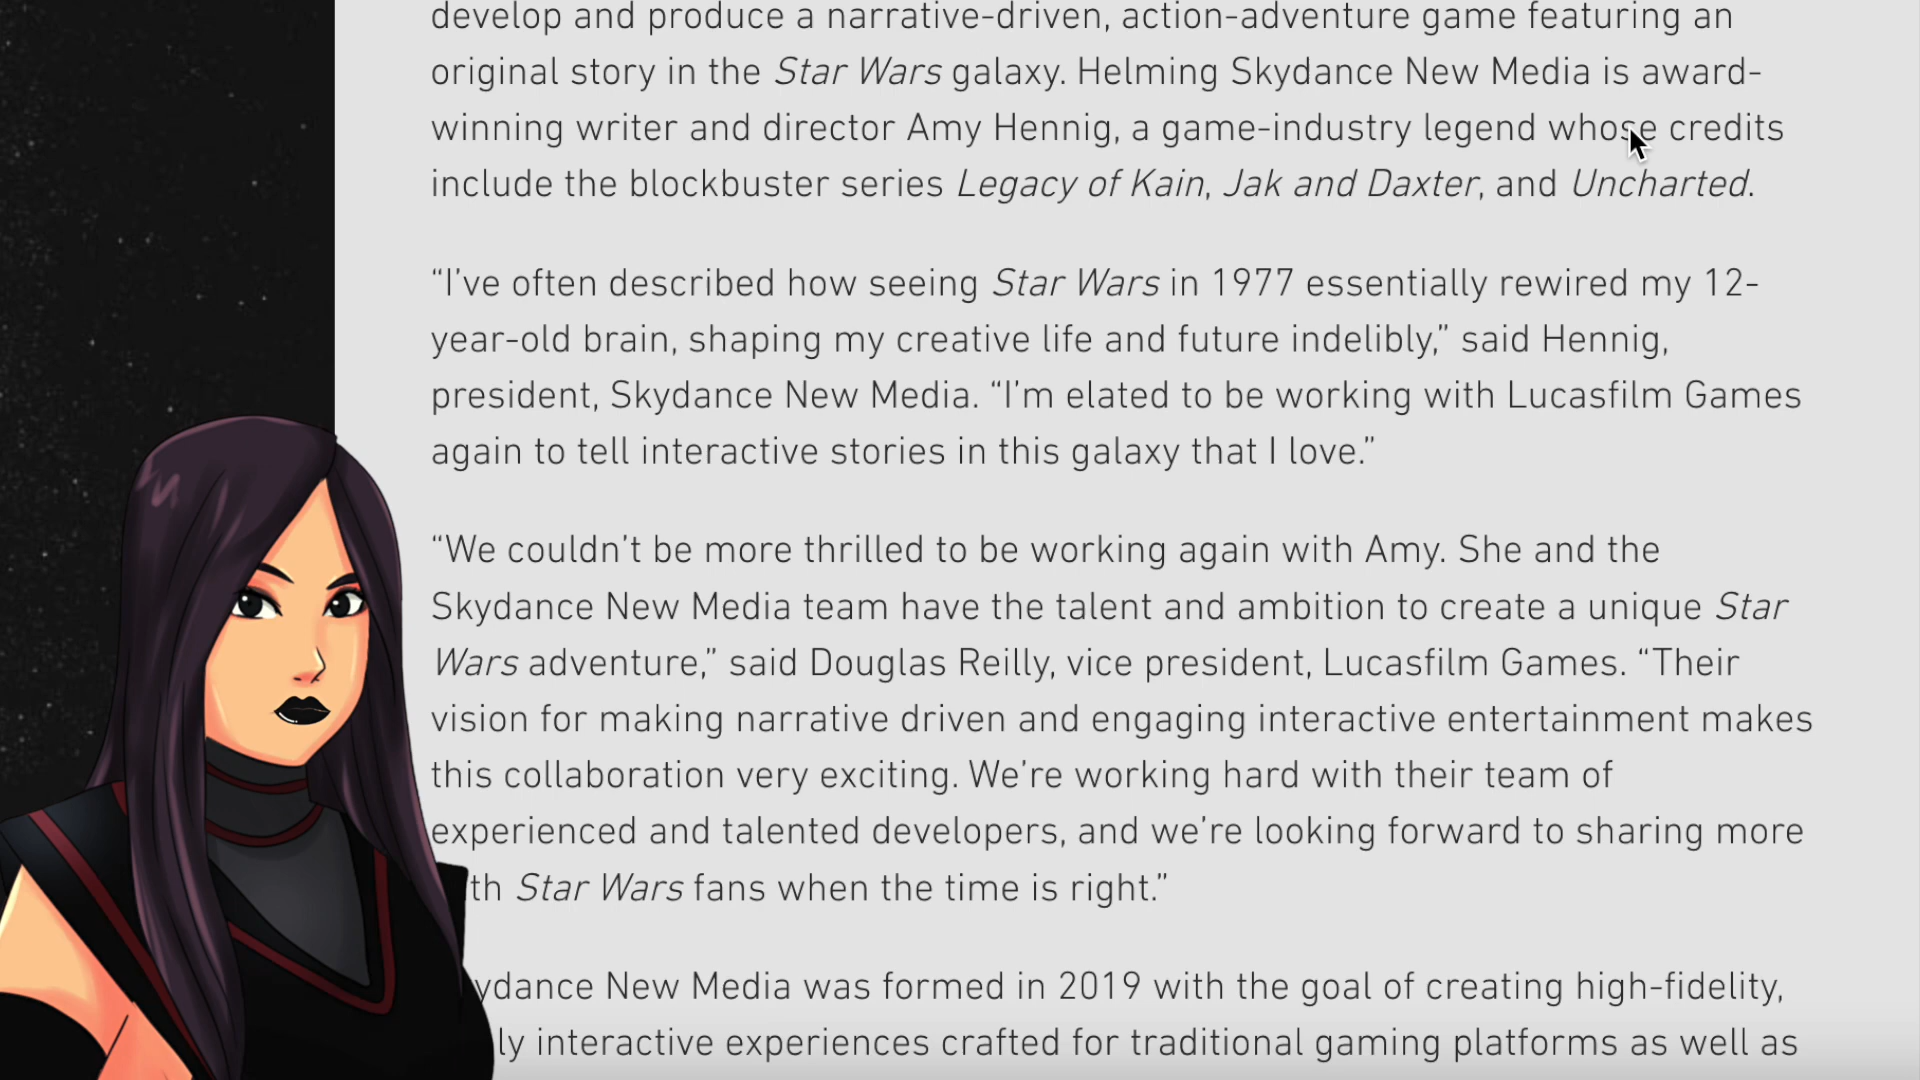 develop and produce a narrative-driven, action-adventure game featuring an
original story in the Star Wars galaxy. Helming Skydance New Media is award-
winning writer and director Amy Hennig, a game-industry legend whose credits
include the blockbuster series Legacy of Kain, Jak and Daxter, and Uncharted.
“I’ve often described how seeing Star Wars in 1977 essentially rewired my 12-
year-old brain, shaping my creative life and future indelibly,” said Hennig,
president, Skydance New Media. “I’m elated to be working with Lucasfilm Games
again to tell interactive stories in this galaxy that I love.”
“We couldn’t be more thrilled to be working again with Amy. She and the
Skydance New Media team have the talent and ambition to create a unique Star
Wars adventure,” said Douglas Reilly, vice president, Lucasfilm Games. “Their
vision for making narrative driven and engaging interactive entertainment makes
this collaboration very exciting. We’re working hard with their team of
experienced and talented developers, and we’re looking forward to sharing more
th Star Wars fans when the time is right.”
ydance New Media was formed in 2019 with the goal of creating high-fidelity,
ly interactive experiences crafted for traditional gaming platforms as well as